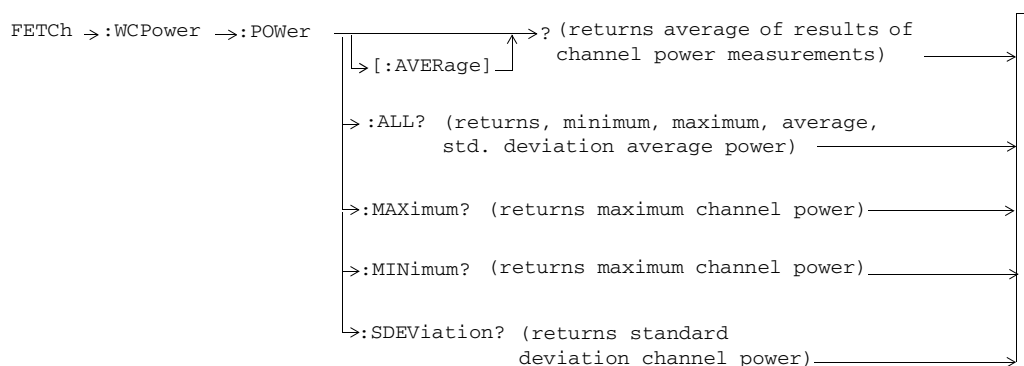 FETCh :WCPower :POWer ? (returns average of results of
[:AVERage] channel power measurements)
:ALL? (returns, minimum, maximum, average,
std. deviation average power)
:MAXimum? (returns maximum channel power)
:MINimum? (returns maximum channel power)
:SDEViation? (returns standard
deviation channel power)